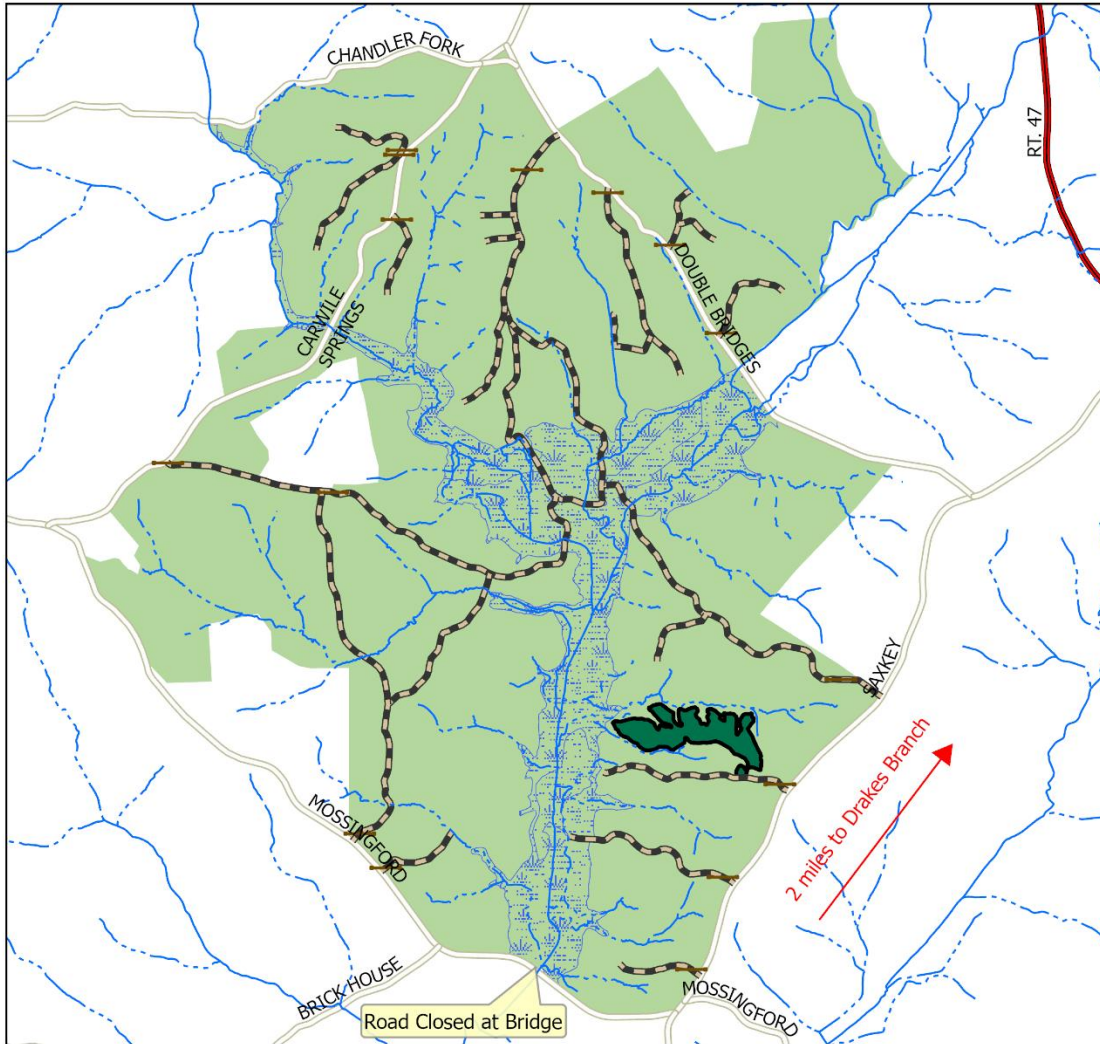 CHANDLER FORK
RT. 47
CARWILE
SPRINGS
DOUBLE BRIDGES
SAXKEY
2 miles to Drakes Branch
MOSSINGFORD
BRICK HOUSE
Road Closed at Bridge
MOSSINGFORD